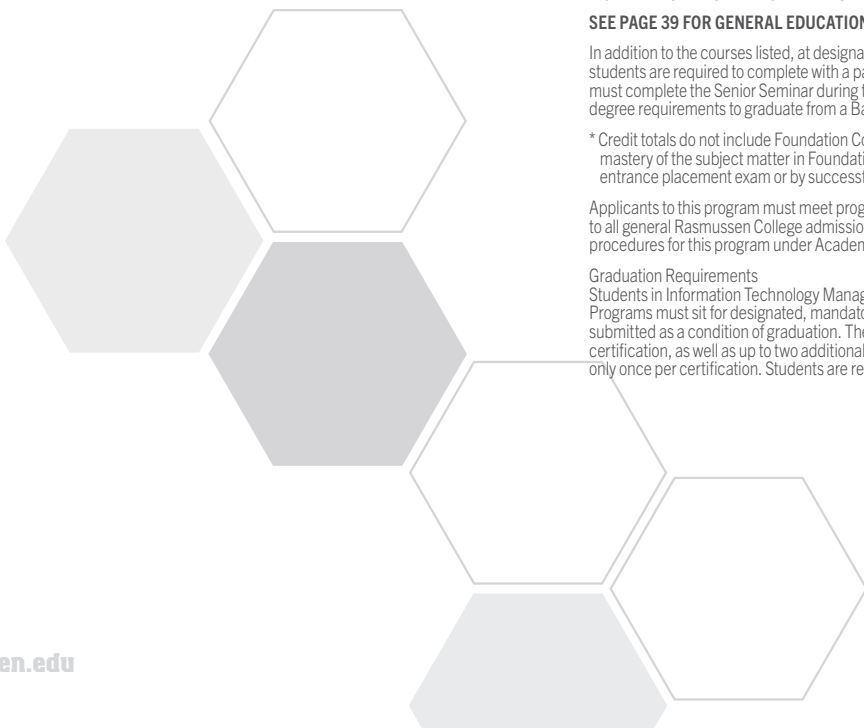 SEE PAGE 39 FOR GENERAL EDUCATION
In addition to the courses listed, at designa
students are required to complete with a pa
must complete the Senior Seminar during t
degree requirements to graduate from a Ba
* Credit totals do not include Foundation Co
mastery of the subject matter in Foundati
entrance placement exam or by successf
Applicants to this program must meet prog
to all general Rasmussen College admissio
procedures for this program under Academ
Graduation Requirements
Students in Information Technology Manag
Programs must sit for designated, mandato
submitted as a condition of graduation. The
certification, as well as up to two additional
only once per certification. Students are re
en.edu